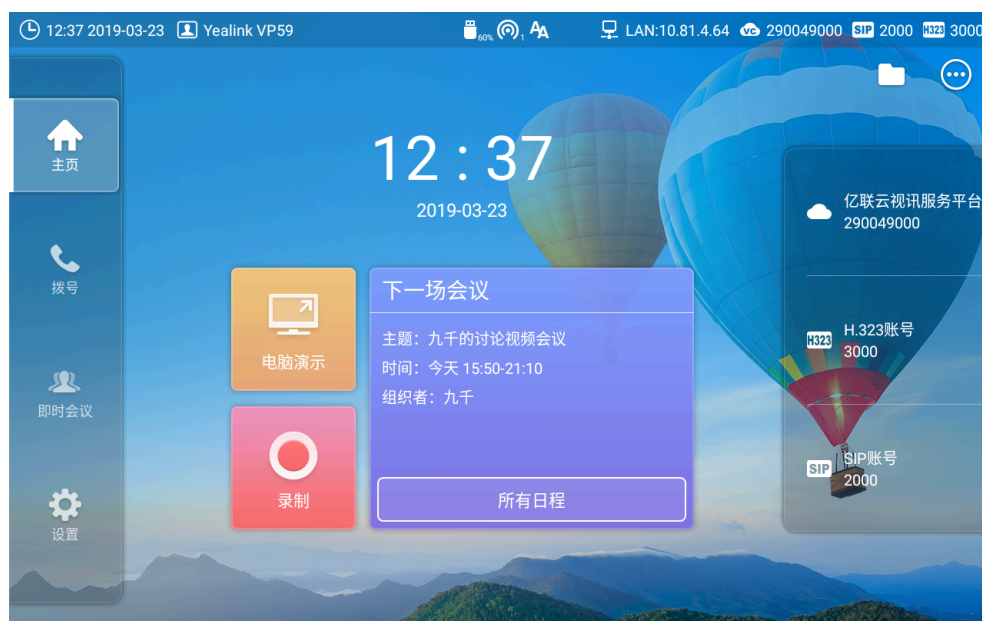 12:37 2019-03-23 Yealink VP59 60% 1 AA LAN:10.81.4.64 VC 290049000 SIP 2000 H323 3000
主页
拨号
即时会议
设置
12 : 37
2019-03-23
电脑演示
录制
下一场会议
主题：九千的讨论视频会议
时间：今天 15:50-21:10
组织者：九千
所有日程
亿联云视讯服务平台
290049000
H323
H.323账号
3000
SIP
SIP账号
2000